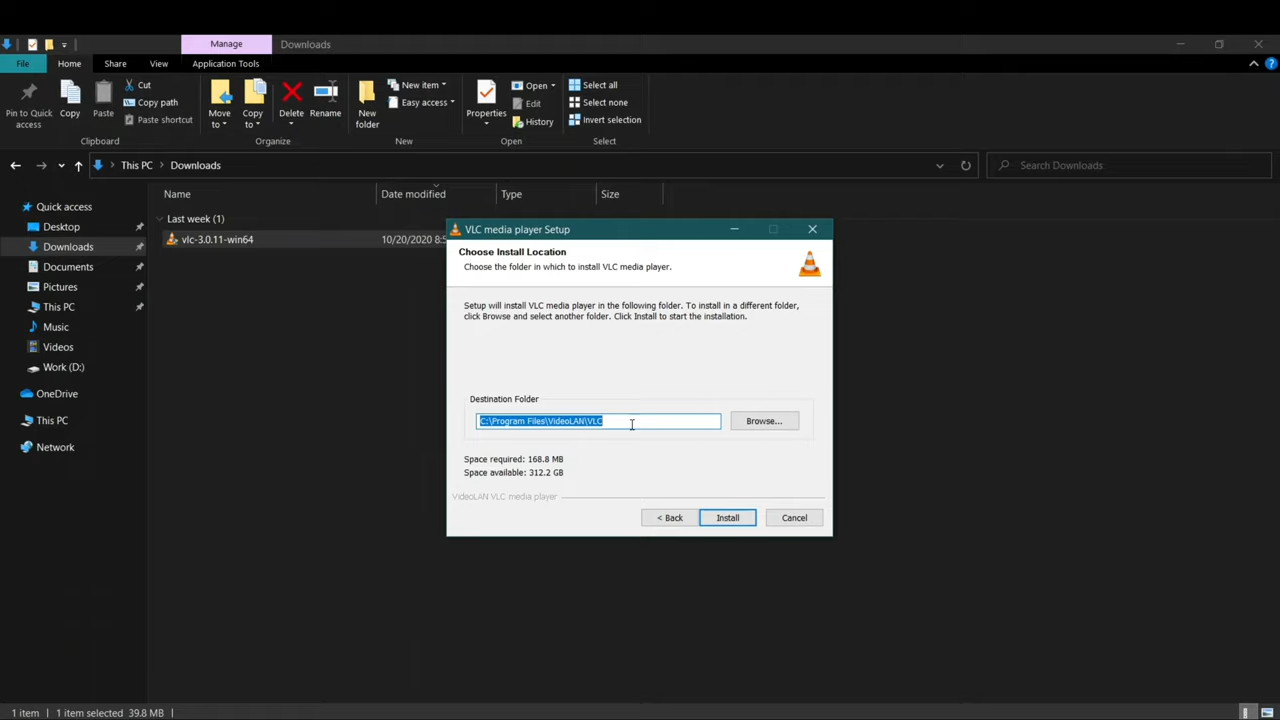 Manage
Downloads
File
Home
Share
View
Application Tools
Pin to Quick access
Copy
Paste
Cut
Copy path
Paste shortcut
Move to
Copy to
Delete
Rename
New folder
New item
Easy access
Properties
Open
Edit
History
Select all
Select none
Invert selection
Clipboard
Organize
New
Open
Select
This PC
Downloads
Search Downloads
Quick access
Desktop
Downloads
Documents
Pictures
This PC
Music
Videos
Work (D:)
OneDrive
This PC
Network
Name
Date modified
Type
Size
Last week (1)
vlc-3.0.11-win64
10/20/2020 8:5
VLC media player Setup
Choose Install Location
Choose the folder in which to install VLC media player.
Setup will install VLC media player in the following folder. To install in a different folder,
click Browse and select another folder. Click Install to start the installation.
Destination Folder
C:\Program Files\VideoLAN\VLC
Browse...
Space required: 168.8 MB
Space available: 312.2 GB
VideoLAN VLC media player
< Back
Install
Cancel
1 item
1 item selected 39.8 MB